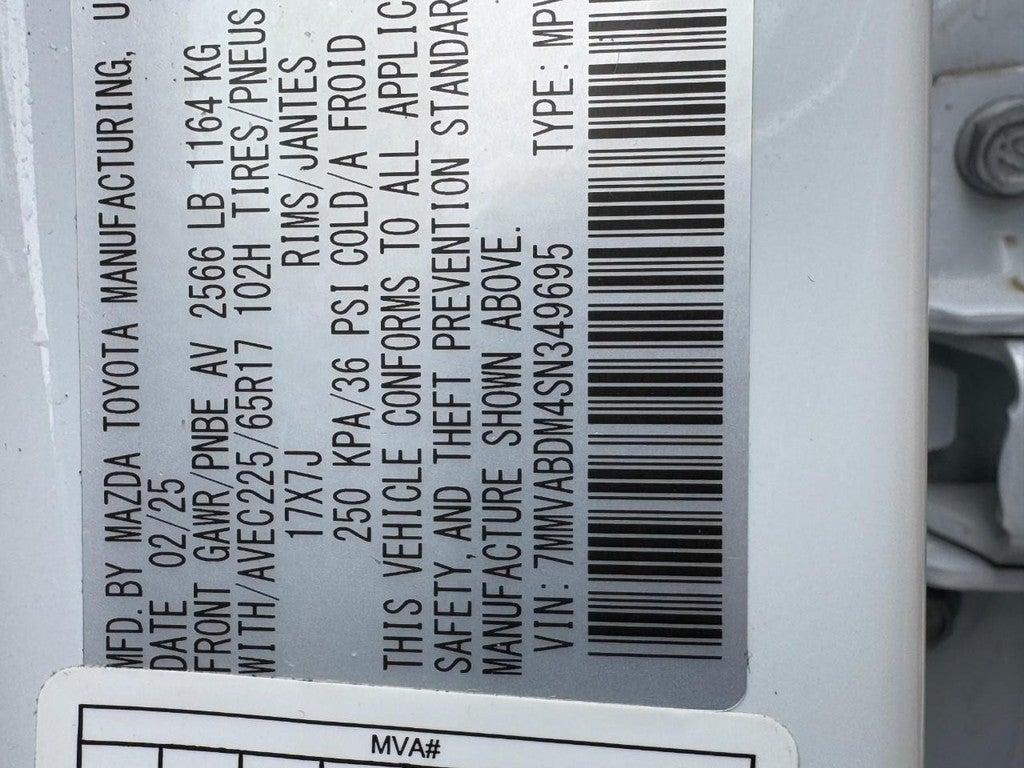 MFD. BY MAZDA TOYOTA MANUFACTURING, U
DATE 02/25
FRONT GAWR/PNBE AV 2566 LB 1164 KG
WITH/AVEC225/65R17 102H TIRES/PNEUS
17X7J RIMS/JANTES
250 KPA/36 PSI COLD/A FROID
THIS VEHICLE CONFORMS TO ALL APPLIC
SAFETY, AND THEFT PREVENTION STANDAR
MANUFACTURE SHOWN ABOVE.
VIN: 7MMVABDM4SN349695 TYPE: MPV
MVA#